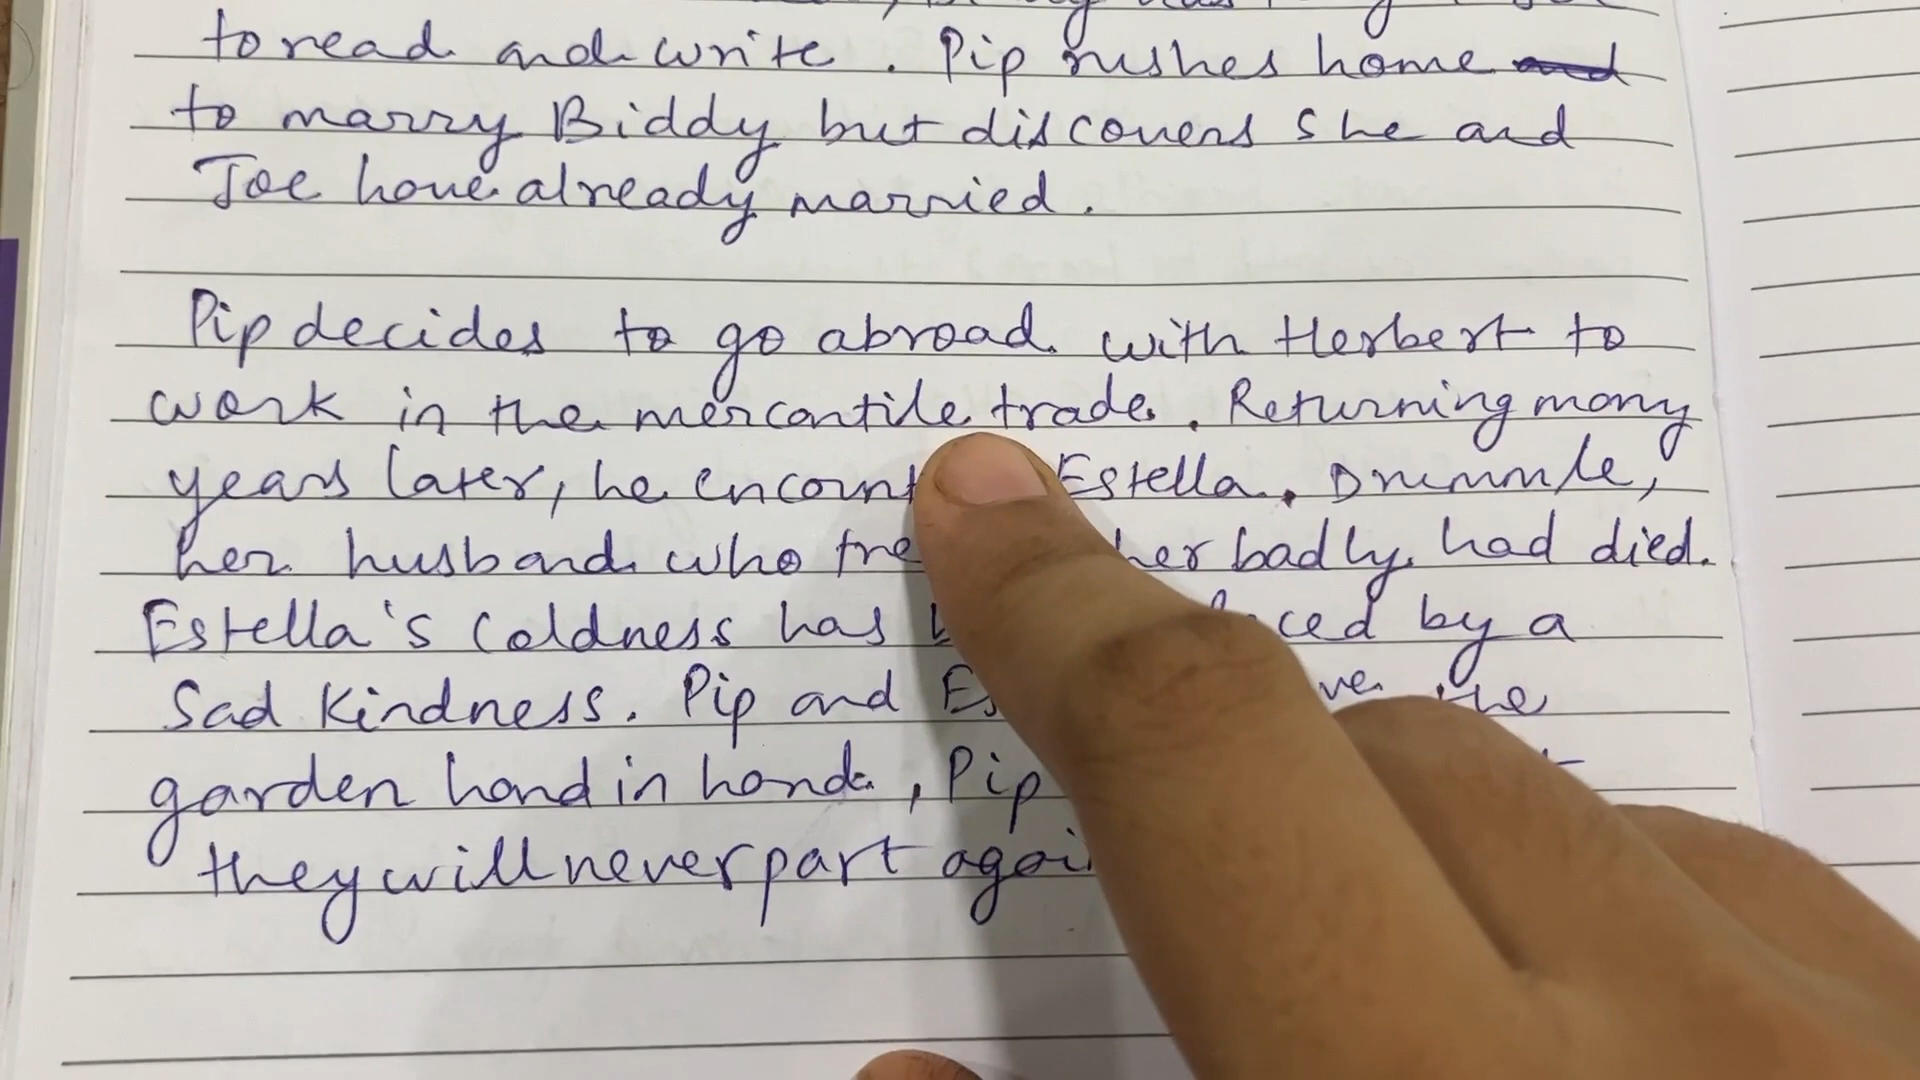 to read and write. Pip rushes home and
to marry Biddy but discovers she and
Joe have already married.
Pip decides to go abroad with Herbert to
work in the mercantile trade. Returning many
years later, he Estella. Drummle,
her husband who her badly had died.
Estella's coldness has by a
sad kindness. Pip and the
garden hand in hand, Pip
they will never part again